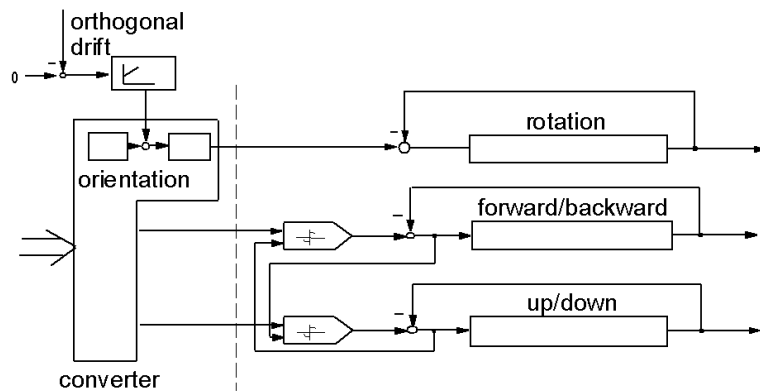 orthogonal
drift
0
rotation
orientation
forward/backward
up/down
converter